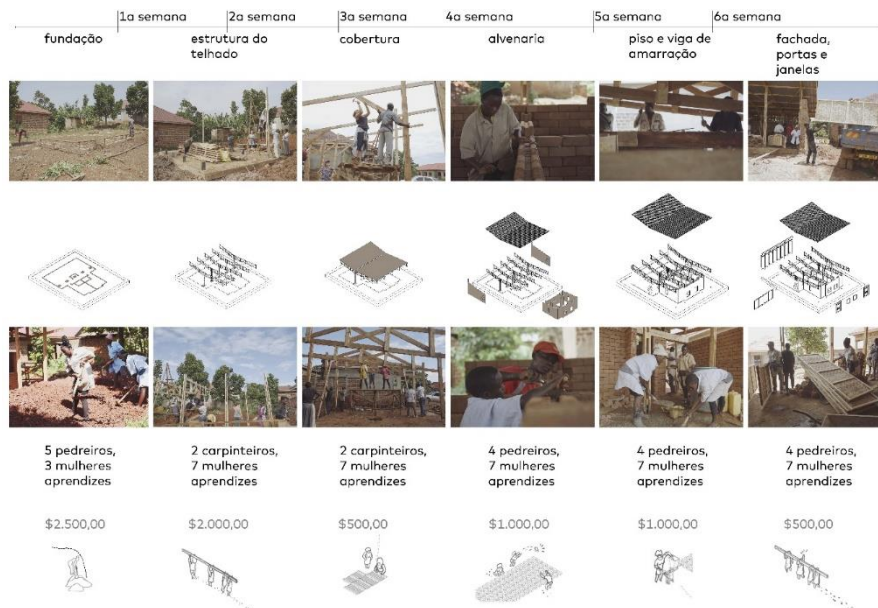 1a semana
2a semana
3a semana
4a semana
5a semana
6a semana
fundação
estrutura do
telhado
cobertura
alvenaria
piso e viga de
amarração
fachada,
portas e
janelas
5 pedreiros,
3 mulheres
aprendizes
2 carpinteiros,
7 mulheres
aprendizes
2 carpinteiros,
7 mulheres
aprendizes
4 pedreiros,
7 mulheres
aprendizes
4 pedreiros,
7 mulheres
aprendizes
4 pedreiros,
7 mulheres
aprendizes
$2.500,00
$2.000,00
$500,00
$1.000,00
$1.000,00
$500,00